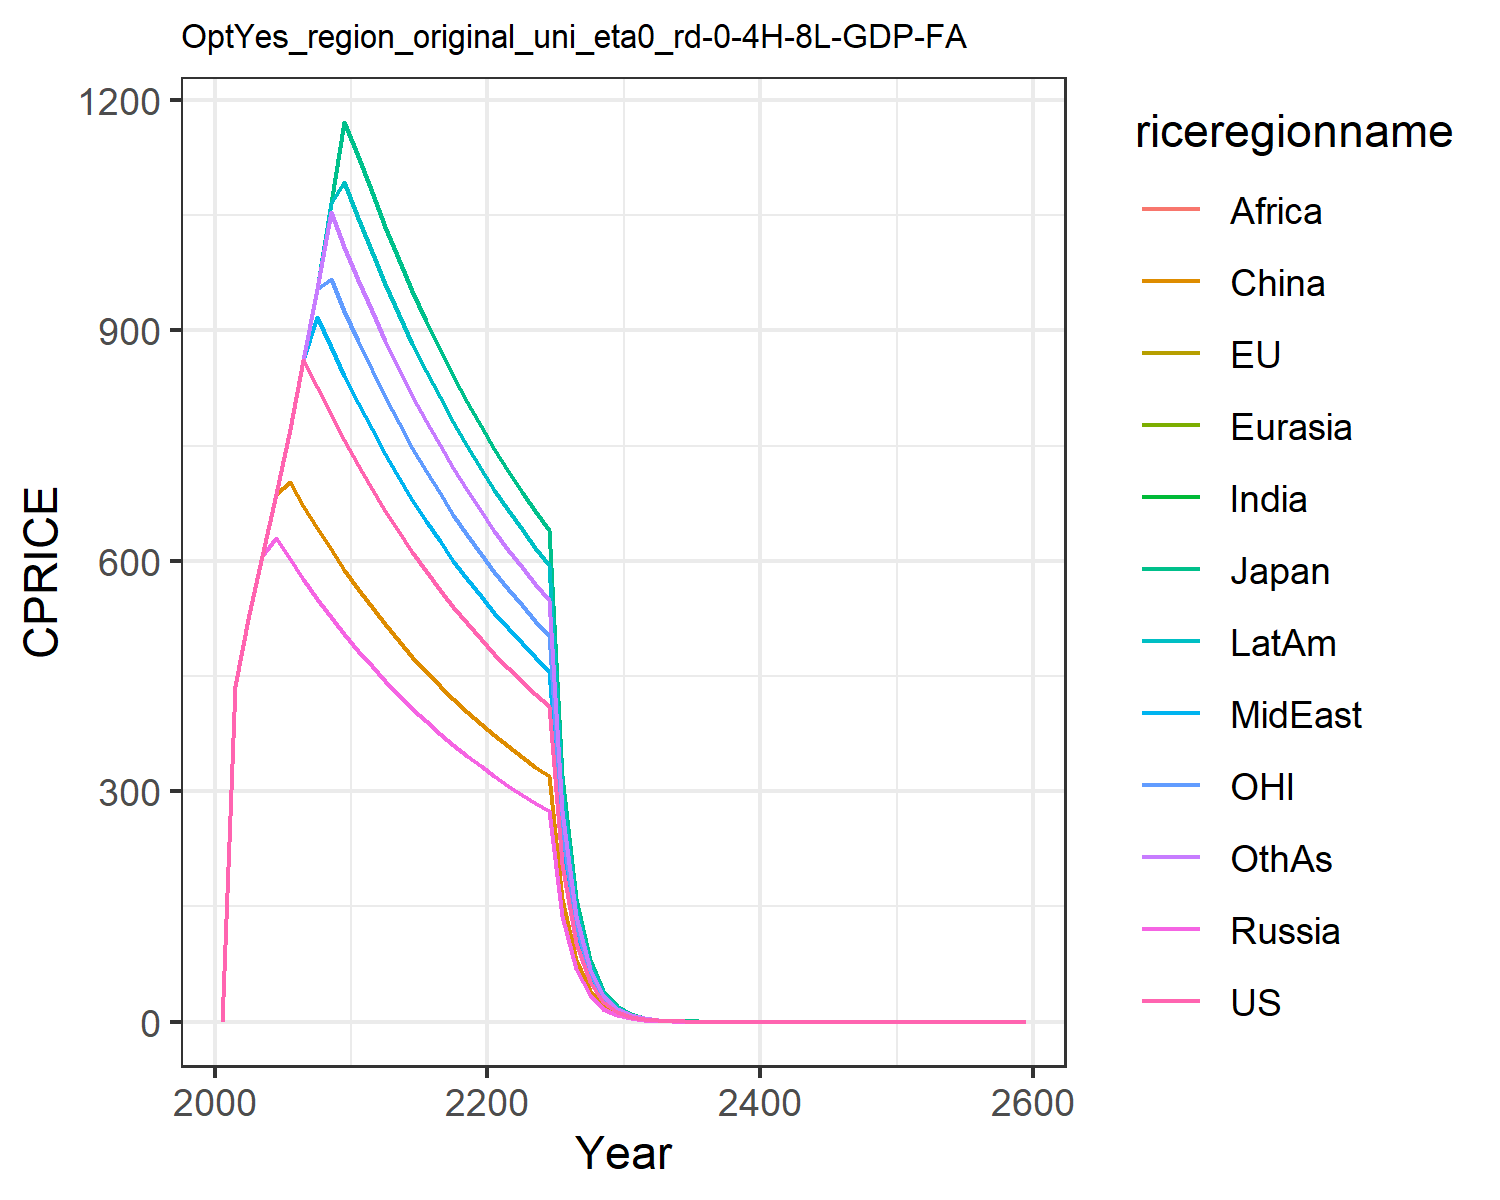 OptYes_region_original_uni_eta0_rd-0-4H-8L-GDP-FA
1200
900
600
300
0
CPRICE
2000 2200 2400 2600
Year
riceregionname
Africa
China
EU
Eurasia
India
Japan
LatAm
MidEast
OHI
OthAs
Russia
US